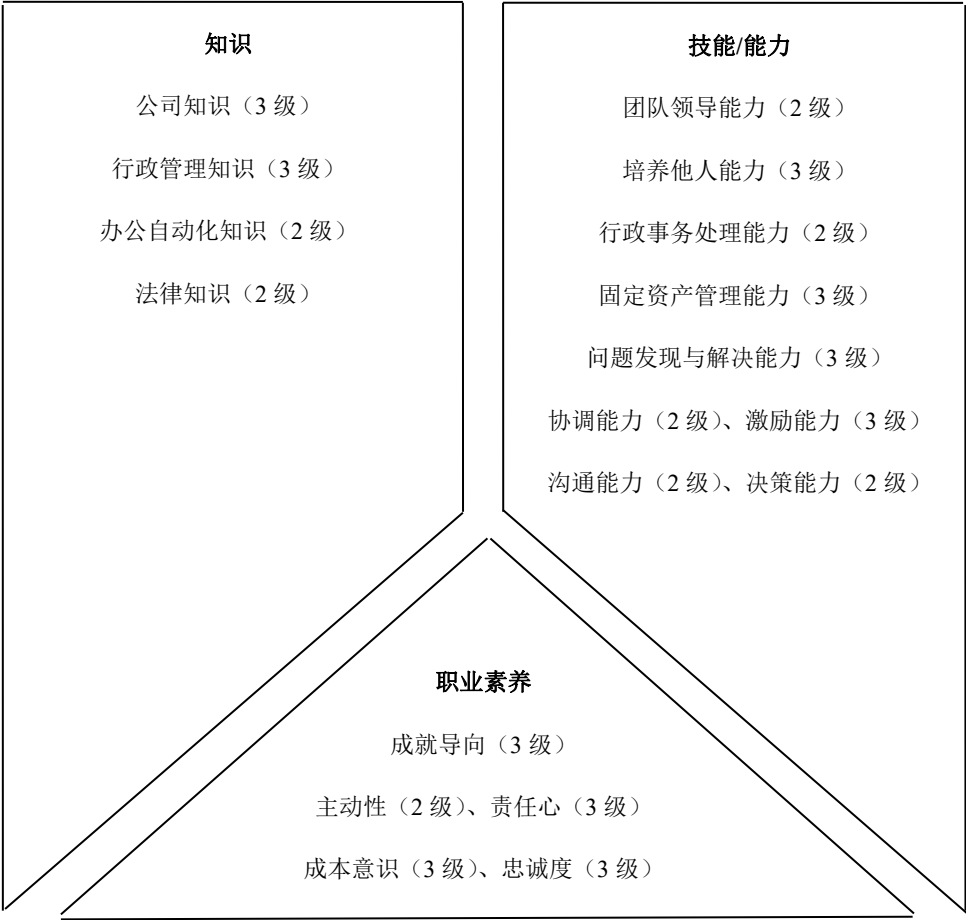 知识
公司知识（3 级）
行政管理知识（3 级）
办公自动化知识（2 级）
法律知识（2 级）
技能/能力
团队领导能力（2 级）
培养他人能力（3 级）
行政事务处理能力（2 级）
固定资产管理能力（3 级）
问题发现与解决能力（3 级）
协调能力（2 级）、激励能力（3 级）
沟通能力（2 级）、决策能力（2 级）
职业素养
成就导向（3 级）
主动性（2 级）、责任心（3 级）
成本意识（3 级）、忠诚度（3 级）